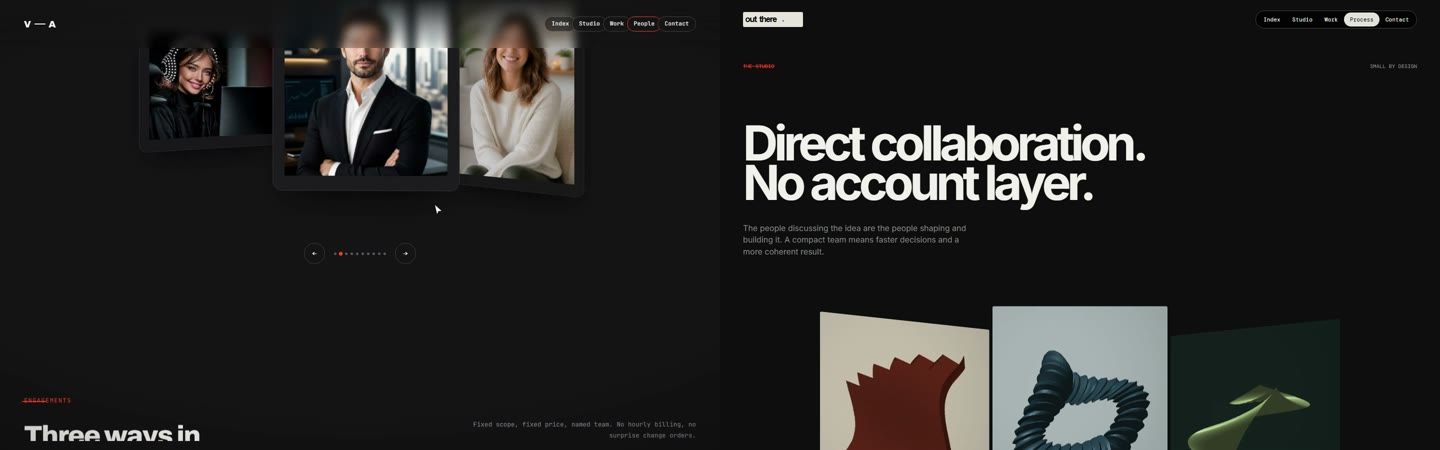 V — A
Index Studio Work People Contact
ENGAGEMENTS
Three ways in
Fixed scope, fixed price, named team. No hourly billing, no
surprise change orders.
out there .
Index Studio Work Process Contact
THE STUDIO
SMALL BY DESIGN
Direct collaboration.
No account layer.
The people discussing the idea are the people shaping and
building it. A compact team means faster decisions and a
more coherent result.